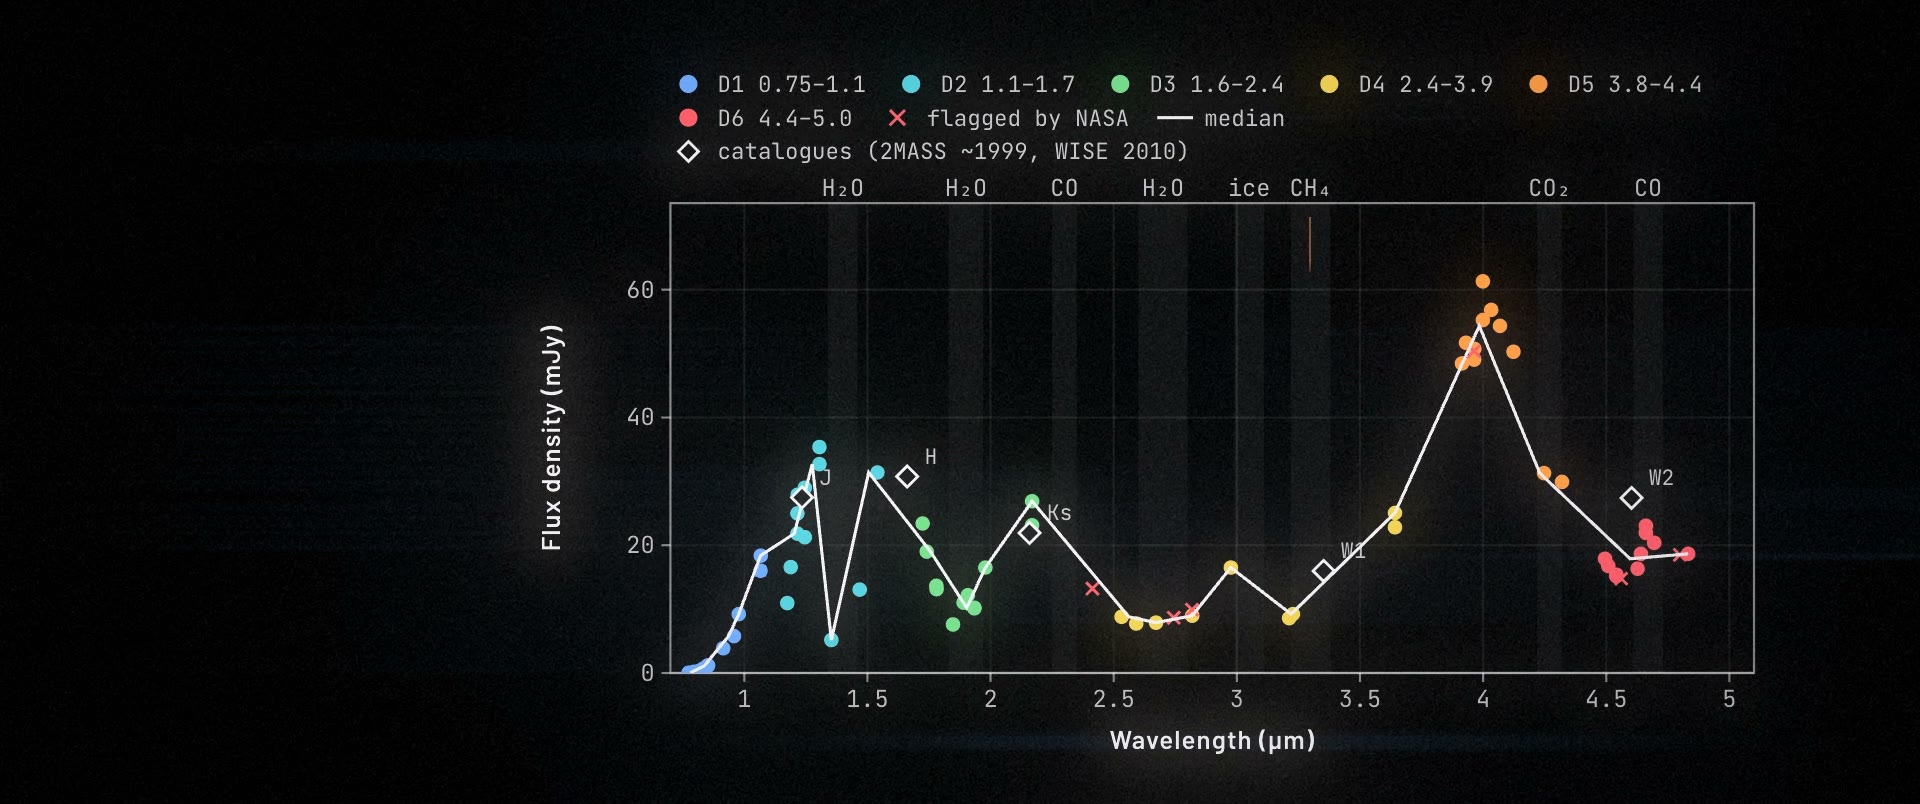 D1 0.75–1.1 D2 1.1–1.7 D3 1.6–2.4 D4 2.4–3.9 D5 3.8–4.4
D6 4.4–5.0 flagged by NASA median
catalogues (2MASS ~1999, WISE 2010)
H₂O H₂O CO H₂O ice CH₄ CO₂ CO
60
40
20
0
Flux density (mJy)
J
H
Ks
W1
W2
1 1.5 2 2.5 3 3.5 4 4.5 5
Wavelength (μm)